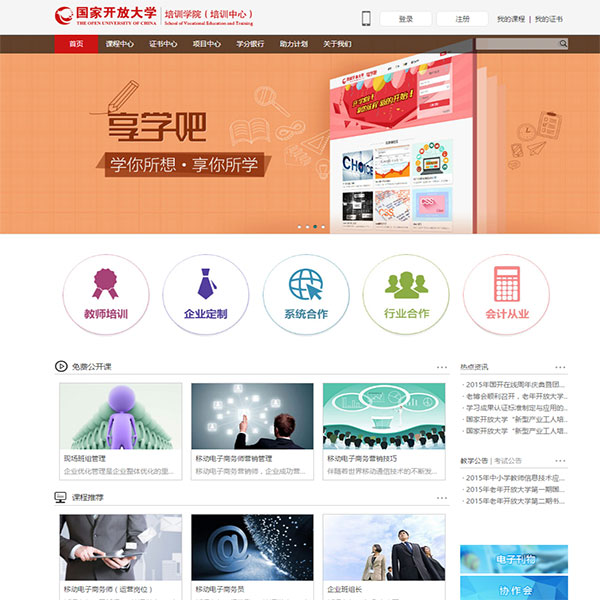 国家开放大学 培训学院（培训中心）
THE OPEN UNIVERSITY OF CHINA School of Vocational Education and Training
登录 注册 我的课程 | 我的证书
首页 课程中心 证书中心 项目中心 学分银行 助力计划 关于我们
享学吧
学你所想·享你所学
国家开放大学
CHOICE
CSS
教师培训 企业定制 系统合作 行业合作 会计从业
免费公开课 ...
现场班组管理
企业优化管理是企业整体优化的里...
移动电子商务师营销管理
移动电子商务营销师，企业成功营...
移动电子商务营销技巧
伴随着世界移动通信技术的不断发...
课程推荐 ...
移动电子商务师（运营岗位）
移动电子商务员
企业班组长
热点资讯 ...
· 2015年国开在线周年庆典暨团...
· 老博会顺利召开，老年开放大学...
· 学习成果认证标准制定与应用的...
· 国家开放大学“新型产业工人培...
· 国家开放大学“新型产业工人培...
教学公告 | 考试公告 ...
· 2015年中小学教师信息技术应...
· 2015年老年开放大学第一期国...
· 2015年老年开放大学第二期书...
电子刊物
协作会